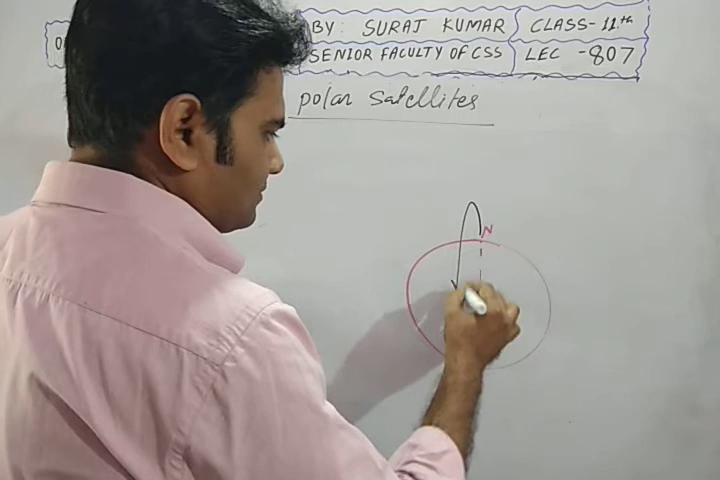 BY: SURAJ KUMAR
CLASS-11th
SENIOR FACULTY OF CSS
LEC -807
polar satellites
N